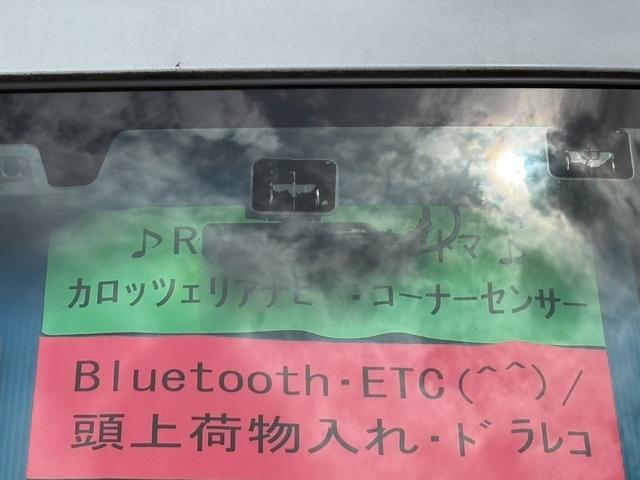 ♪R マ♪
カロッツェリアナビ・コーナーセンサー
Bluetooth・ETC(^^)/
頭上荷物入れ・ドラレコ